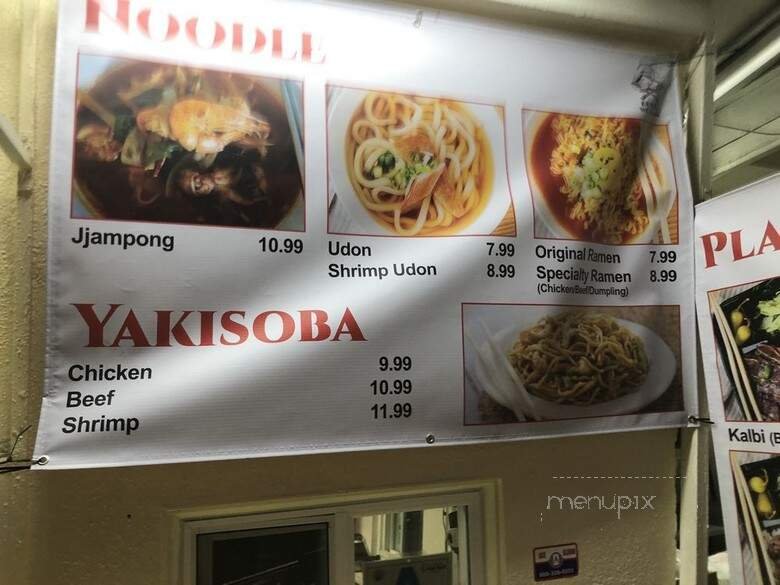 NOODLE
Jjampong 10.99
Udon 7.99
Shrimp Udon 8.99
Original Ramen 7.99
Specialty Ramen 8.99
(Chicken/Beef/Dumpling)
YAKISOBA
Chicken 9.99
Beef 10.99
Shrimp 11.99
PLA
Kalbi (B
menupix